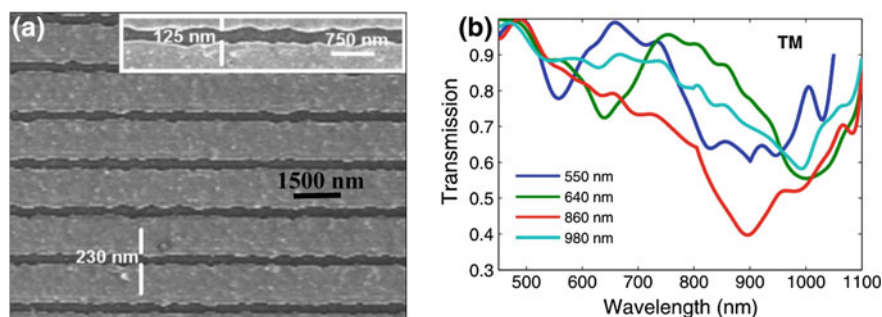 (a)
125 nm
750 nm
1500 nm
230 nm
(b)
TM
Transmission
0.9
0.8
0.7
0.6
0.5
0.4
0.3
550 nm
640 nm
860 nm
980 nm
500 600 700 800 900 1000 1100
Wavelength (nm)